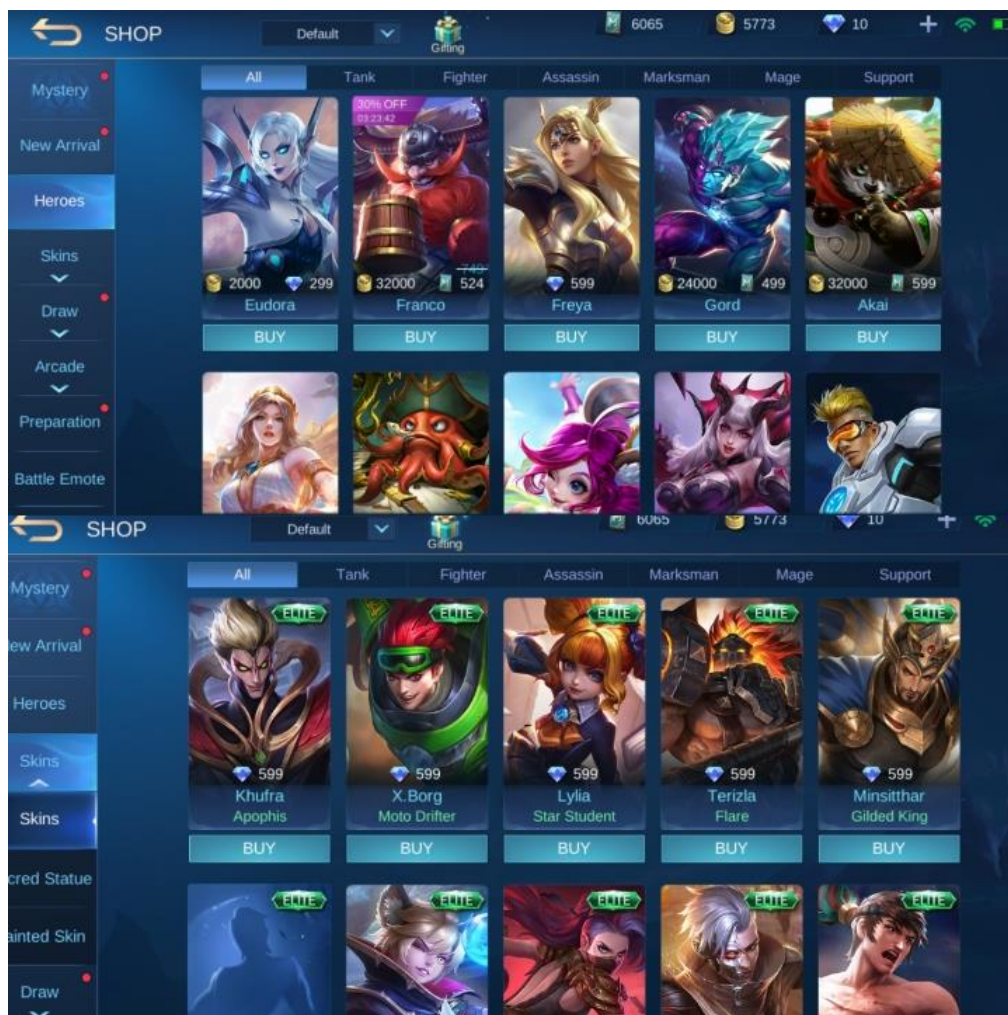 SHOP Default 6065 5773 10
Gifting
All Tank Fighter Assassin Marksman Mage Support
Mystery
New Arrival
Heroes
Skins
Draw
Arcade
Preparation
Battle Emote
30% OFF
03:23:42
749
2000 299 32000 524 599 24000 499 32000 599
Eudora Franco Freya Gord Akai
BUY BUY BUY BUY BUY
SHOP Default 6065 5773 10
Gifting
All Tank Fighter Assassin Marksman Mage Support
Mystery
ew Arrival
Heroes
Skins
Skins
cred Statue
ainted Skin
Draw
ELITE ELITE ELITE ELITE ELITE
599 599 599 599 599
Khufra X.Borg Lylia Terizla Minsitthar
Apophis Moto Drifter Star Student Flare Gilded King
BUY BUY BUY BUY BUY
ELITE ELITE ELITE ELITE ELITE